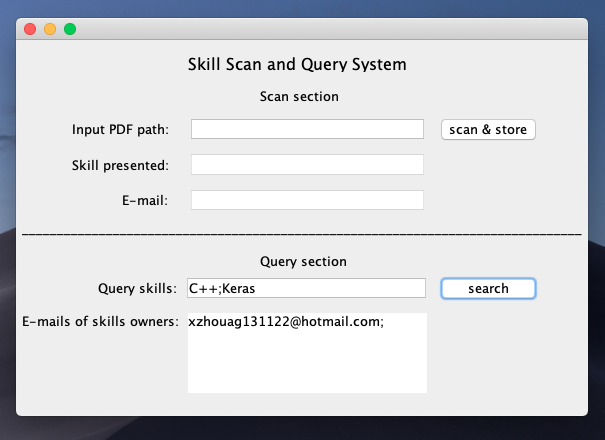 Skill Scan and Query System
Scan section
Input PDF path: scan & store
Skill presented:
E-mail:
Query section
Query skills: C++;Keras search
E-mails of skills owners: xzhouag131122@hotmail.com;